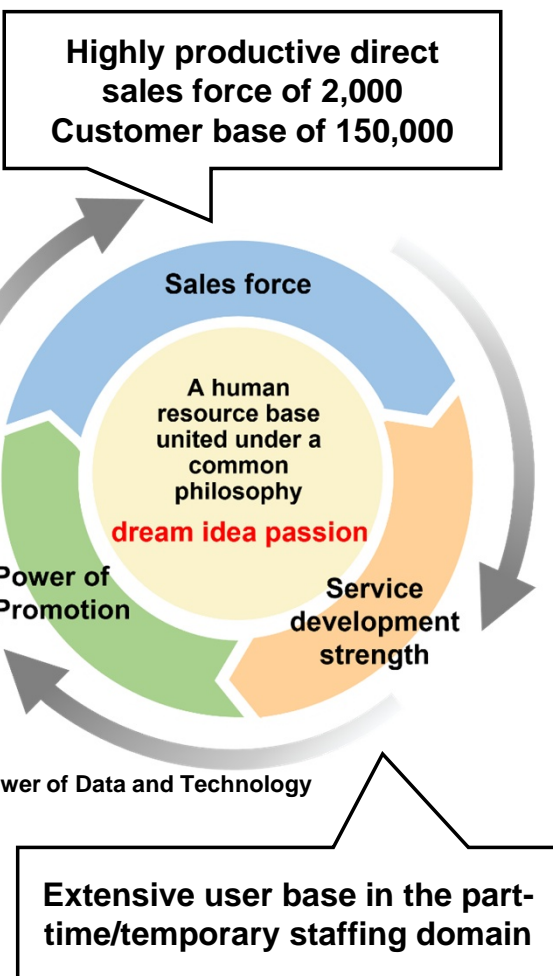 Highly productive direct
sales force of 2,000
Customer base of 150,000
Sales force
A human
resource base
united under a
common
philosophy
dream idea passion
Power of
Promotion
Service
development
strength
wer of Data and Technology
Extensive user base in the part-
time/temporary staffing domain